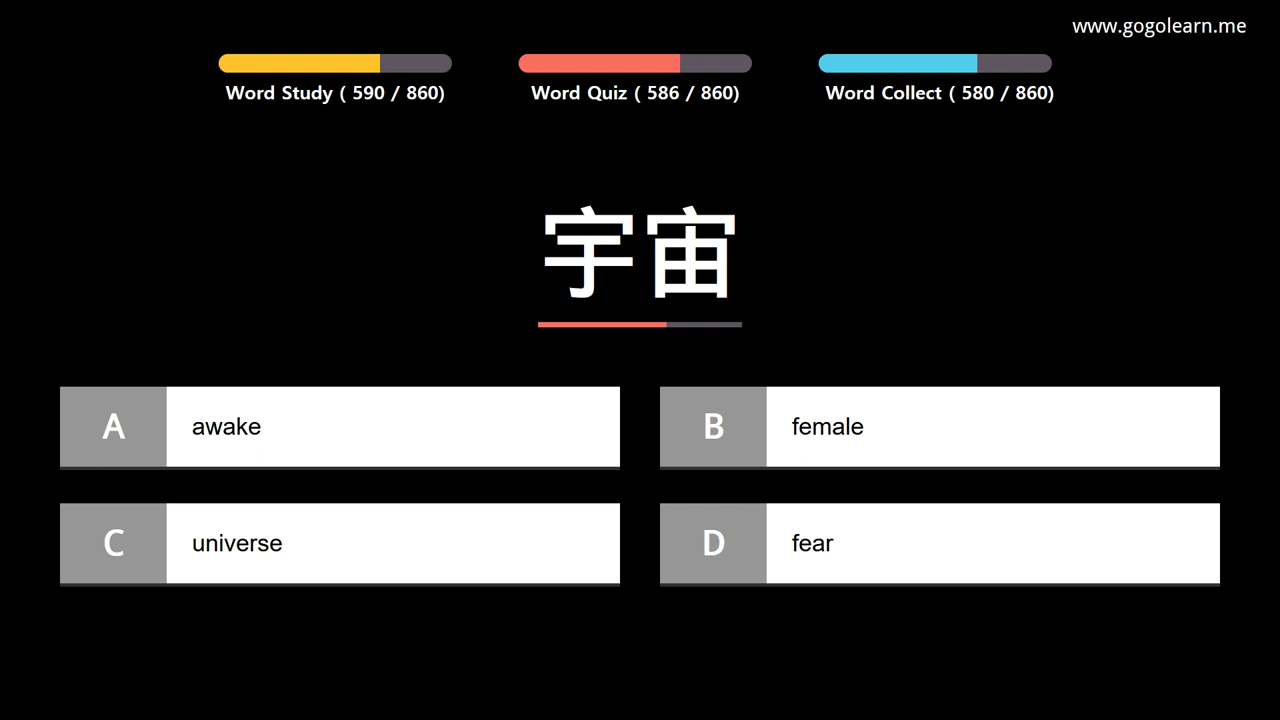 www.gogolearn.me
Word Study ( 590 / 860)
Word Quiz ( 586 / 860)
Word Collect ( 580 / 860)
宇宙
A awake
B female
C universe
D fear